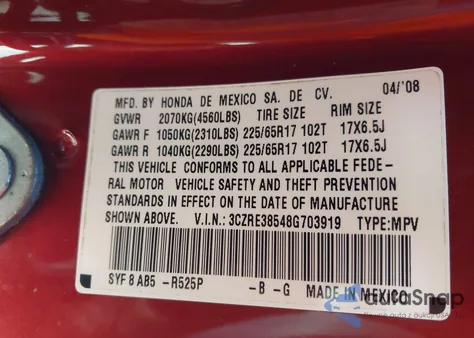 MFD. BY HONDA DE MEXICO SA. DE CV. 04/'08
GVWR 2070KG(4560LBS) TIRE SIZE RIM SIZE
GAWR F 1050KG(2310LBS) 225/65R17 102T 17X6.5J
GAWR R 1040KG(2290LBS) 225/65R17 102T 17X6.5J
THIS VEHICLE CONFORMS TO ALL APPLICABLE FEDE-
RAL MOTOR VEHICLE SAFETY AND THEFT PREVENTION
STANDARDS IN EFFECT ON THE DATE OF MANUFACTURE
SHOWN ABOVE. V.I.N.: 3CZRE38548G703919 TYPE:MPV
SYF 8 AB5 -R525P -B -G MADE IN MEXICO
autoSnap